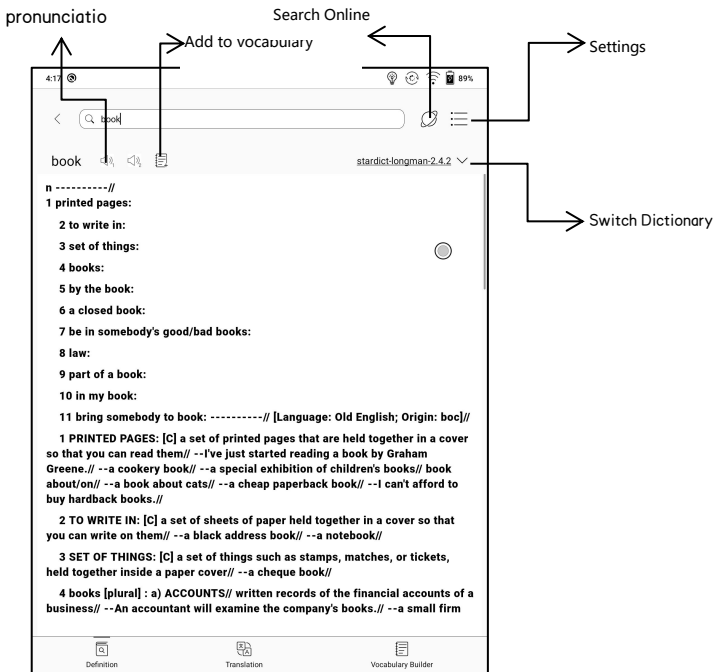 pronunciatio
Search Online
Add to vocabulary
Settings
4:17
89%
book
book
stardict-longman-2.4.2
Switch Dictionary
n ----------//
1 printed pages:
2 to write in:
3 set of things:
4 books:
5 by the book:
6 a closed book:
7 be in somebody's good/bad books:
8 law:
9 part of a book:
10 in my book:
11 bring somebody to book: ----------// [Language: Old English; Origin: boc]//
1 PRINTED PAGES: [C] a set of printed pages that are held together in a cover
so that you can read them// --I've just started reading a book by Graham
Greene.// --a cookery book// --a special exhibition of children's books// book
about/on// --a book about cats// --a cheap paperback book// --I can't afford to
buy hardback books.//
2 TO WRITE IN: [C] a set of sheets of paper held together in a cover so that
you can write on them// --a black address book// --a notebook//
3 SET OF THINGS: [C] a set of things such as stamps, matches, or tickets,
held together inside a paper cover// --a cheque book//
4 books [plural] : a) ACCOUNTS// written records of the financial accounts of a
business// --An accountant will examine the company's books.// --a small firm
Definition
Translation
Vocabulary Builder